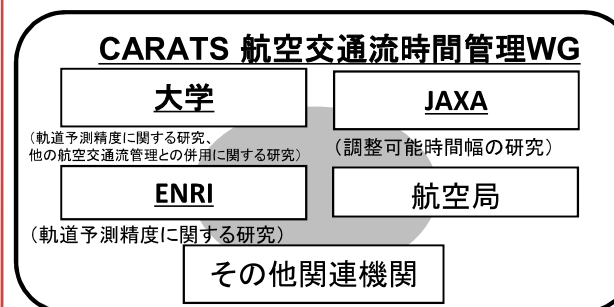 CARATS 航空交通流時間管理WG
大学
（軌道予測精度に関する研究、
他の航空交通流管理との併用に関する研究）
JAXA
（調整可能時間幅の研究）
ENRI
（軌道予測精度に関する研究）
航空局
その他関連機関